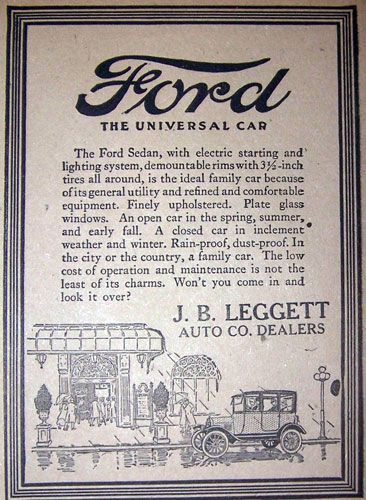 Ford
THE UNIVERSAL CAR
The Ford Sedan, with electric starting and
lighting system, demountable rims with 3½-inch
tires all around, is the ideal family car because
of its general utility and refined and comfortable
equipment. Finely upholstered. Plate glass
windows. An open car in the spring, summer,
and early fall. A closed car in inclement
weather and winter. Rain-proof, dust-proof. In
the city or the country, a family car. The low
cost of operation and maintenance is not the
least of its charms. Won't you come in and
look it over?
J. B. LEGGETT
AUTO CO. DEALERS